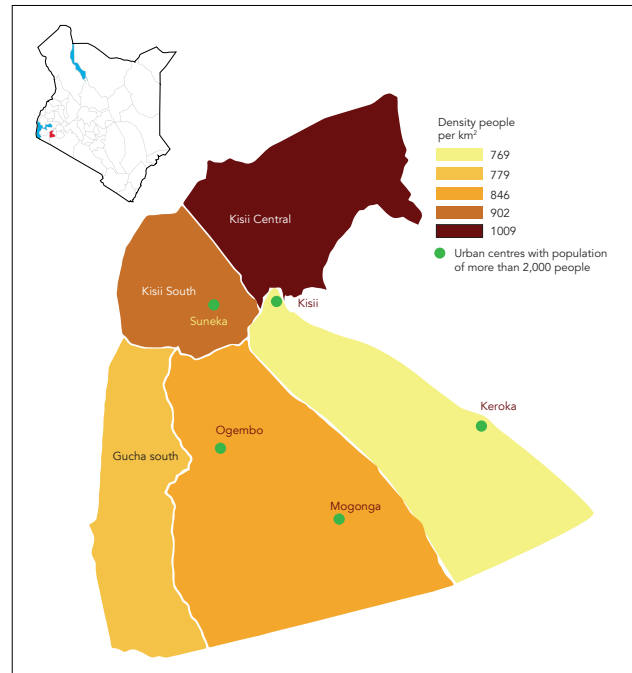 Density people
per km²
769
779
846
902
1009
Urban centres with population
of more than 2,000 people
Kisii Central
Kisii South
Suneka
Kisii
Keroka
Ogembo
Gucha south
Mogonga